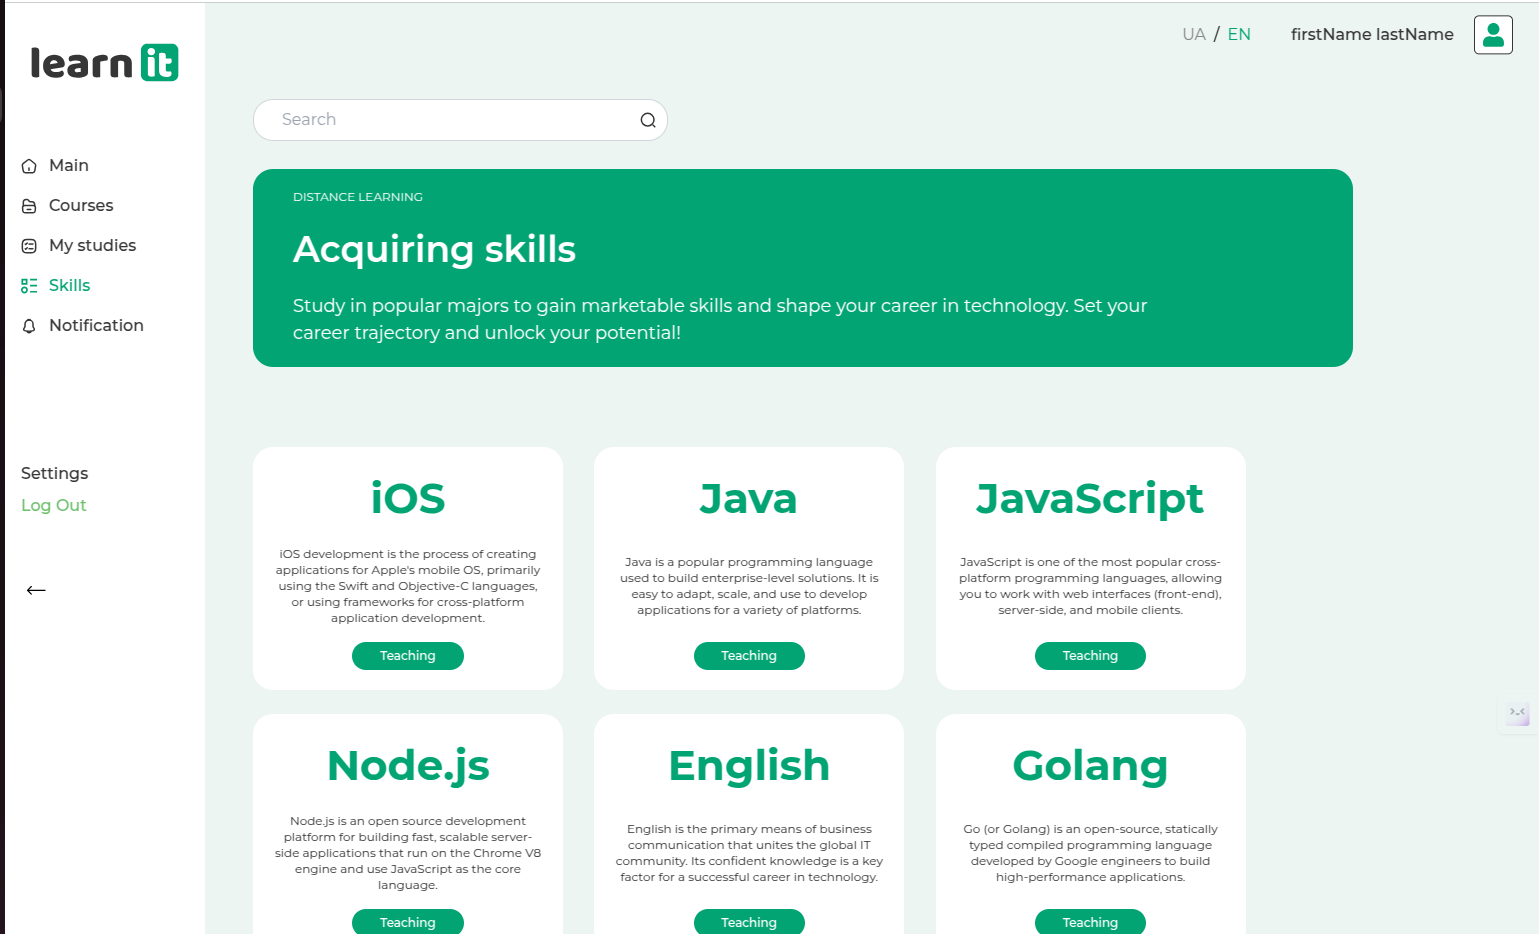 learn it
UA / EN
firstName lastName
Search
Main
Courses
My studies
Skills
Notification
Settings
Log Out
DISTANCE LEARNING
Acquiring skills
Study in popular majors to gain marketable skills and shape your career in technology. Set your
career trajectory and unlock your potential!
iOS
iOS development is the process of creating
applications for Apple's mobile OS, primarily
using the Swift and Objective-C languages,
or using frameworks for cross-platform
application development.
Teaching
Java
Java is a popular programming language
used to build enterprise-level solutions. It is
easy to adapt, scale, and use to develop
applications for a variety of platforms.
Teaching
JavaScript
JavaScript is one of the most popular cross-
platform programming languages, allowing
you to work with web interfaces (front-end),
server-side, and mobile clients.
Teaching
Node.js
Node.js is an open source development
platform for building fast, scalable server-
side applications that run on the Chrome V8
engine and use JavaScript as the core
language.
Teaching
English
English is the primary means of business
communication that unites the global IT
community. Its confident knowledge is a key
factor for a successful career in technology.
Teaching
Golang
Go (or Golang) is an open-source, statically
typed compiled programming language
developed by Google engineers to build
high-performance applications.
Teaching